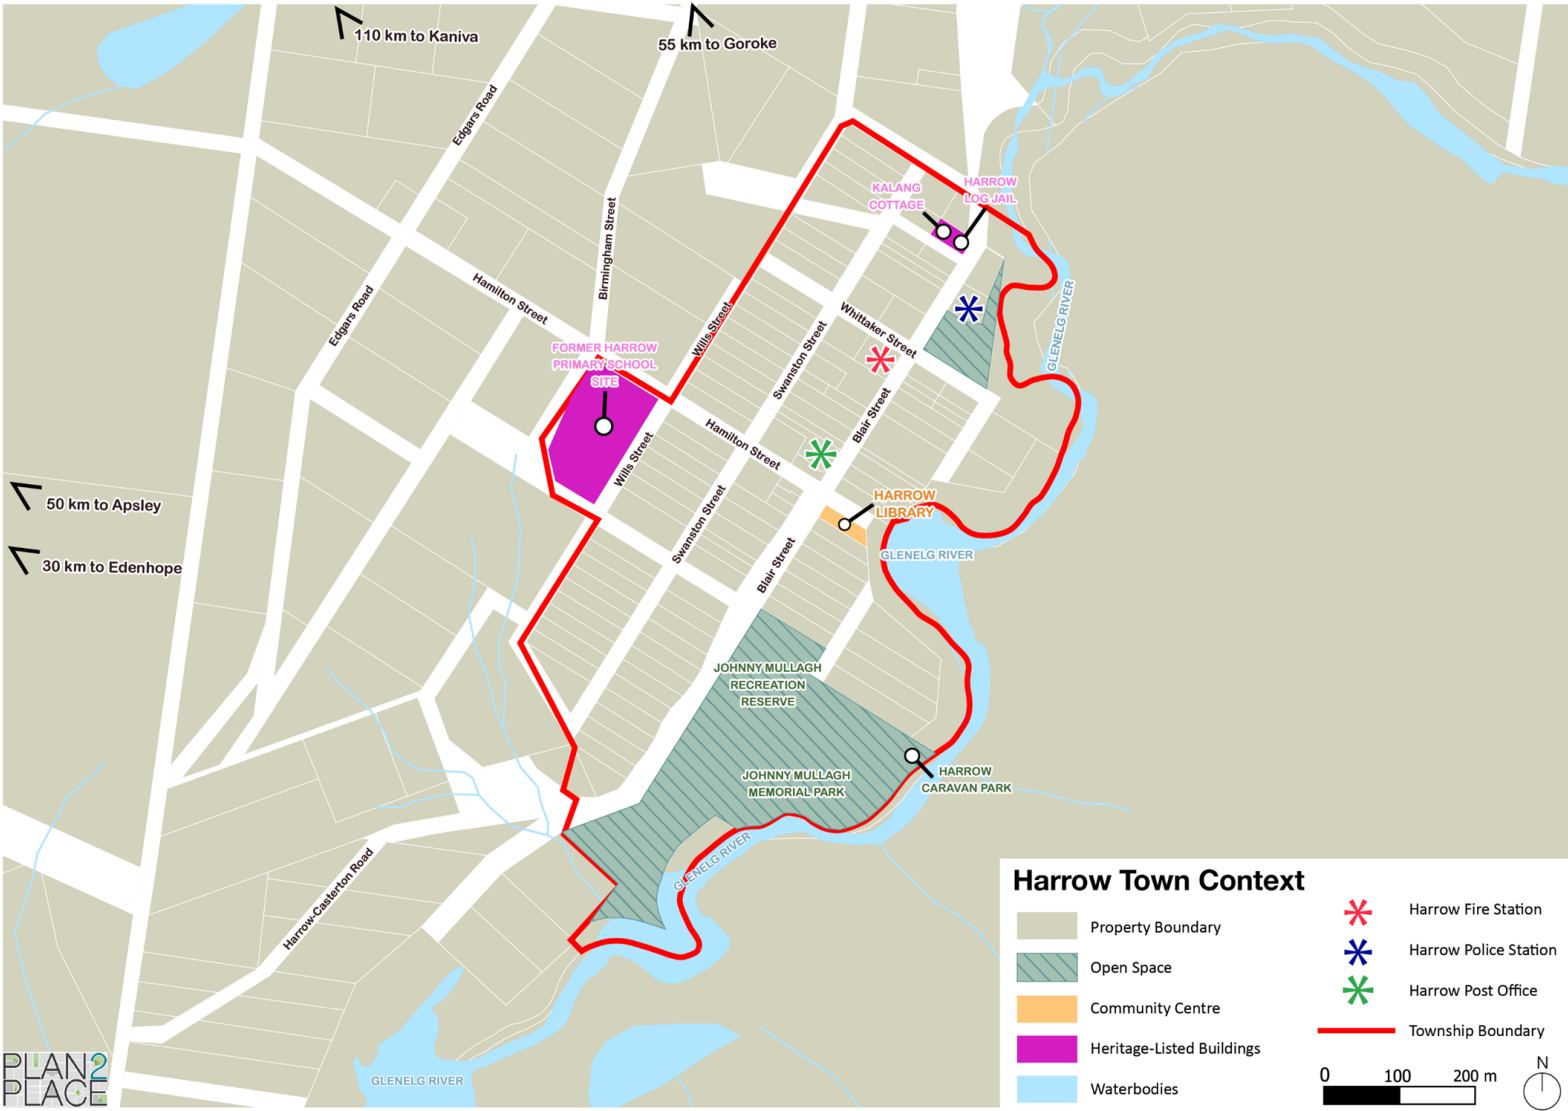 110 km to Kaniva
55 km to Goroke
Edgars Road
KALANG
COTTAGE
HARROW
LOG JAIL
Birmingham Street
Hamilton Street
Edgars Road
Wills Street
Whittaker Street
Swanston Street
GLENELG RIVER
FORMER HARROW
PRIMARY SCHOOL
SITE
Blair Street
Hamilton Street
Wills Street
50 km to Apsley
HARROW
LIBRARY
Swanston Street
GLENELG RIVER
30 km to Edenhope
Blair Street
JOHNNY MULLAGH
RECREATION
RESERVE
JOHNNY MULLAGH
MEMORIAL PARK
HARROW
CARAVAN PARK
GLENELG RIVER
Harrow-Casterton Road
GLENELG RIVER
PLAN2
PLACE
Harrow Town Context
Property Boundary
Open Space
Community Centre
Heritage-Listed Buildings
Waterbodies
Harrow Fire Station
Harrow Police Station
Harrow Post Office
Township Boundary
0 100 200 m
N